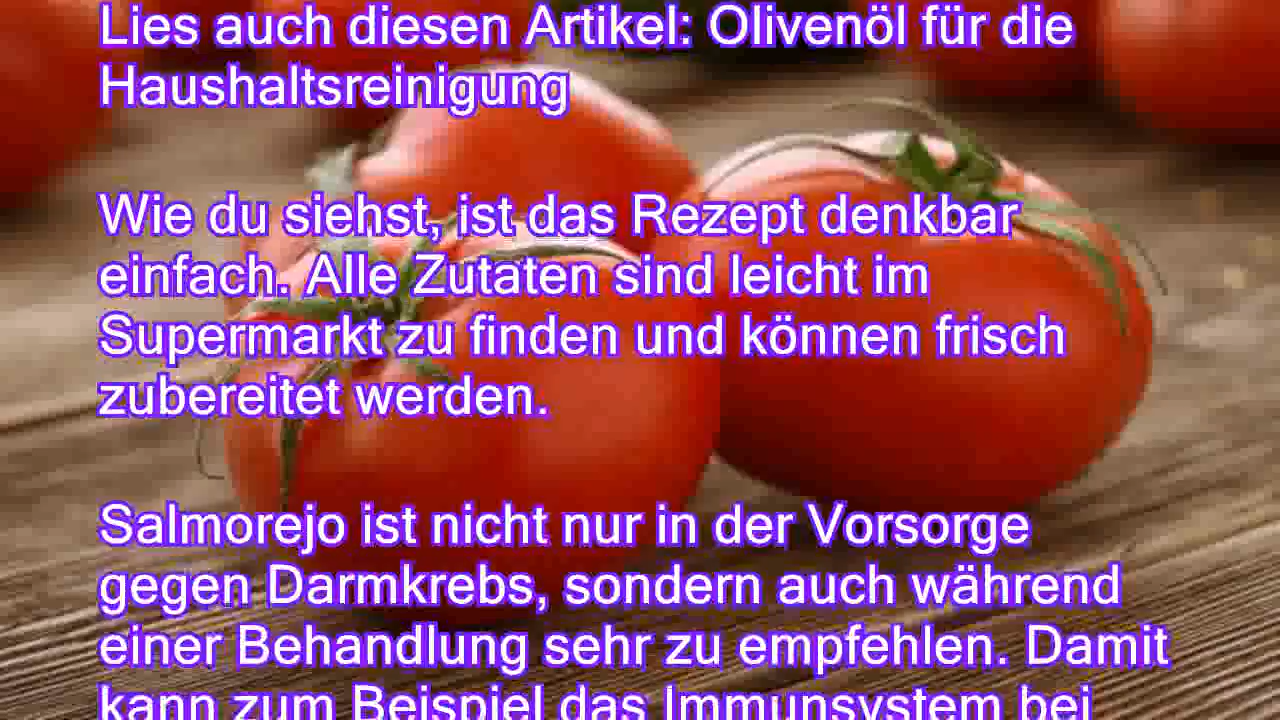 Lies auch diesen Artikel: Olivenöl für die
Haushaltsreinigung
Wie du siehst, ist das Rezept denkbar
einfach. Alle Zutaten sind leicht im
Supermarkt zu finden und können frisch
zubereitet werden.
Salmorejo ist nicht nur in der Vorsorge
gegen Darmkrebs, sondern auch während
einer Behandlung sehr zu empfehlen. Damit
kann zum Beispiel das Immunsystem bei